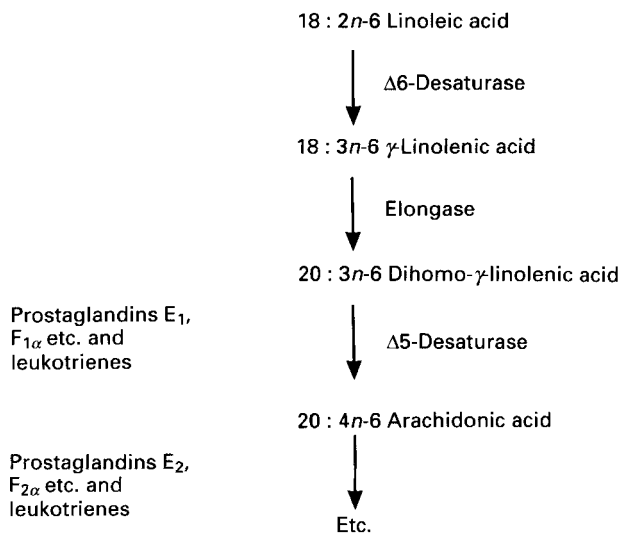 18 : 2n-6 Linoleic acid
Δ6-Desaturase
18 : 3n-6 γ-Linolenic acid
Elongase
20 : 3n-6 Dihomo-γ-linolenic acid
Prostaglandins E₁,
F₁α etc. and
leukotrienes
Δ5-Desaturase
20 : 4n-6 Arachidonic acid
Prostaglandins E₂,
F₂α etc. and
leukotrienes
Etc.